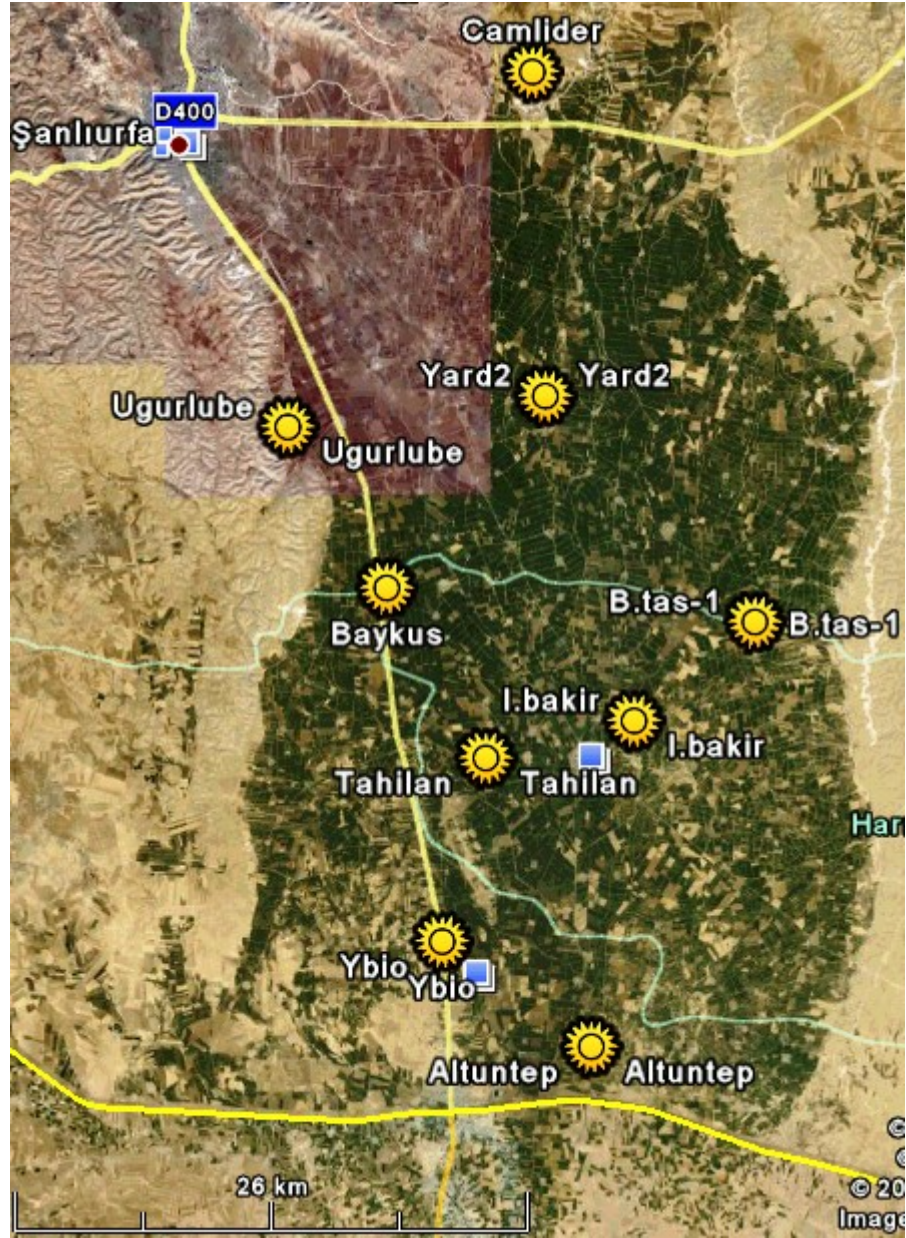 Camlider
D400
Şanlıurfa
Yard2 Yard2
Ugurlube
Ugurlube
B.tas-1
B.tas-1
Baykus
I.bakir
I.bakir
Tahilan Tahilan
Ybio
Ybio
Altuntep Altuntep
26 km
©
© 20
Image